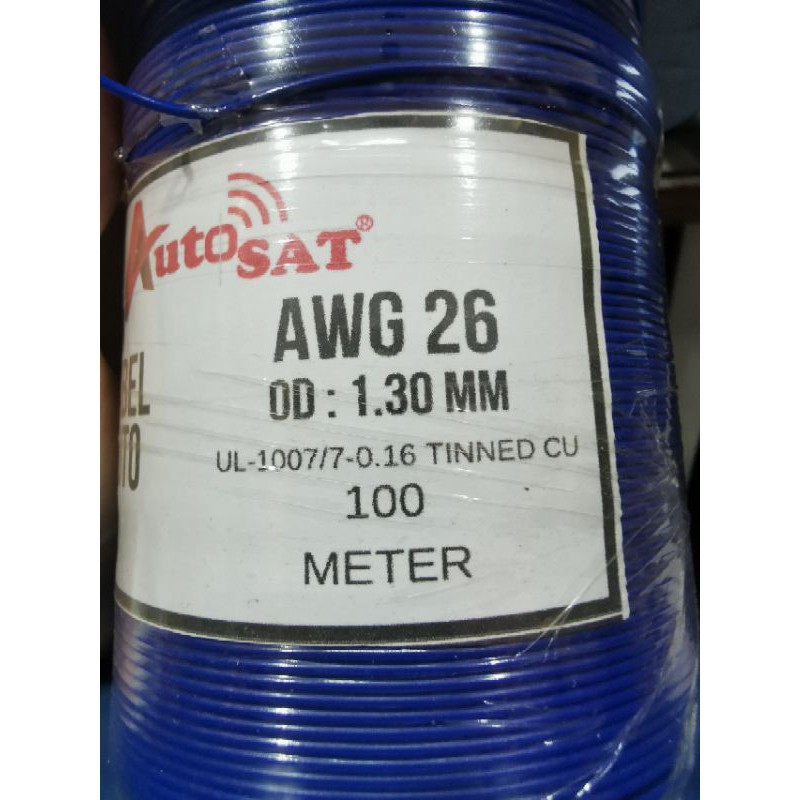 AutoSAT®
AWG 26
OD : 1.30 MM
UL-1007/7-0.16 TINNED CU
100
METER